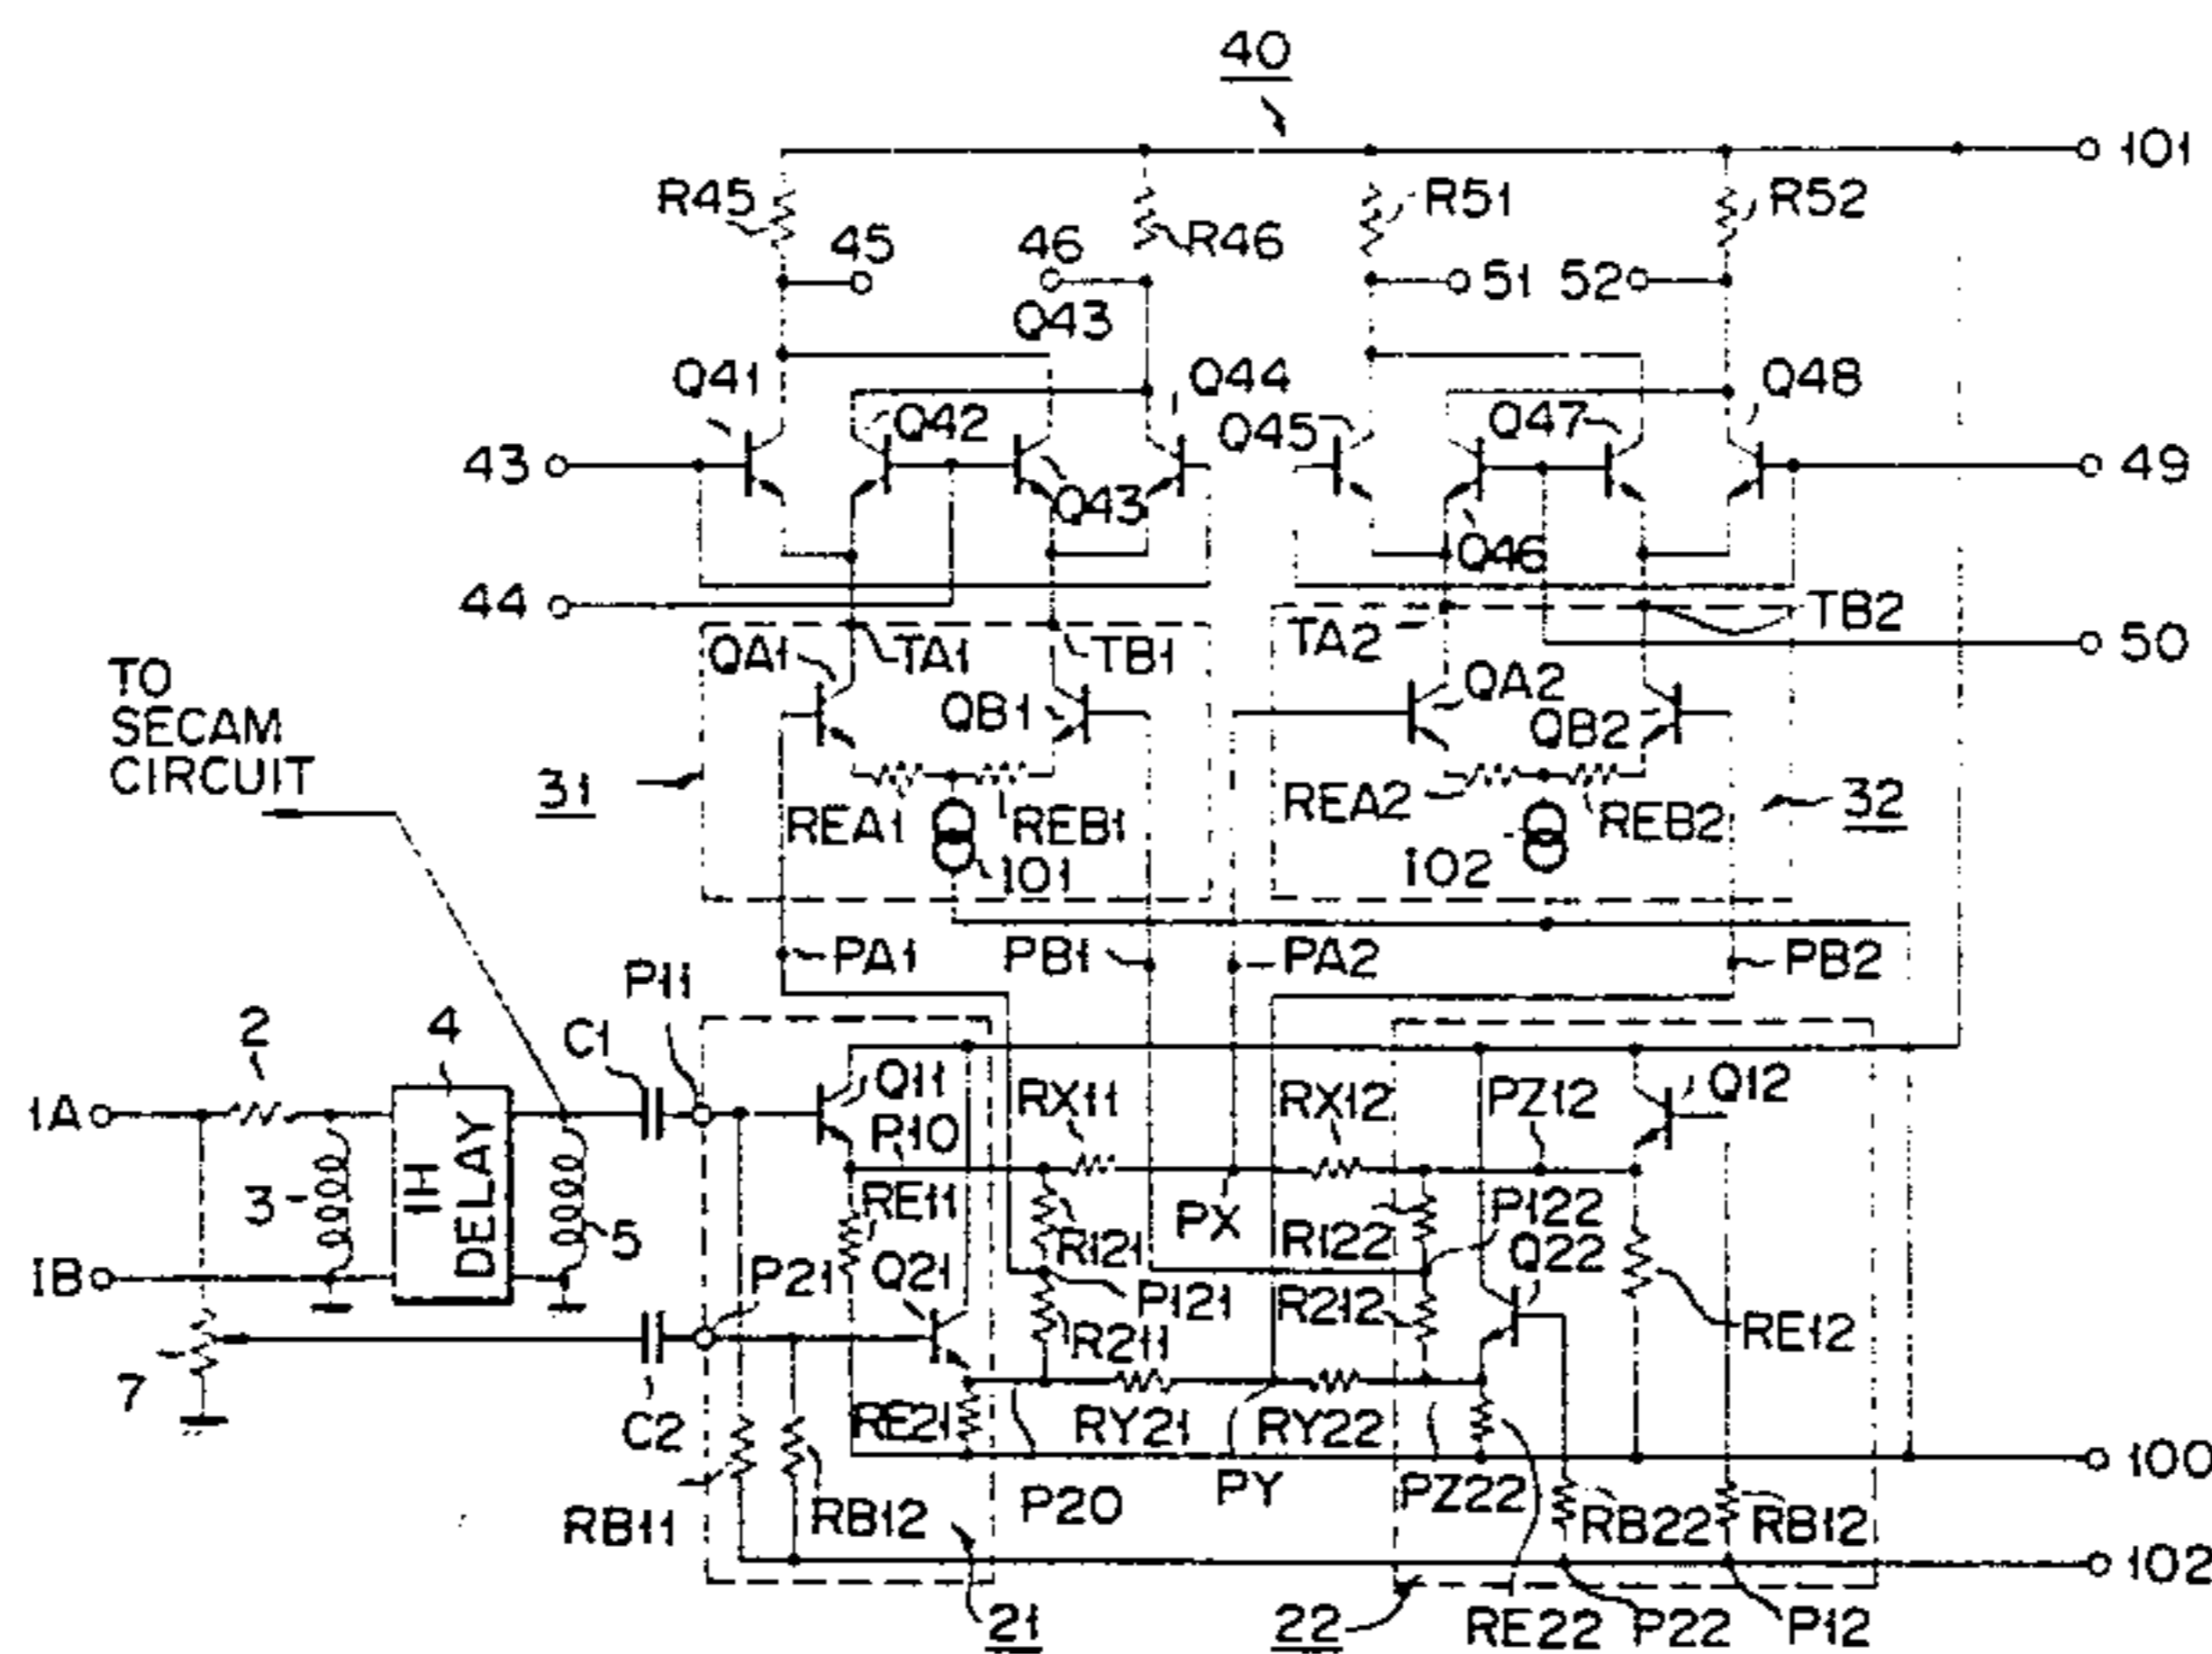 40
101
R45
R46
R51
R52
45
46
51
52
Q43
Q41
Q42
Q44
Q45
Q47
Q48
43
49
Q43
Q46
44
TA1
TB1
TA2
TB2
50
QA1
QB1
QA2
QB2
TO
SECAM
CIRCUIT
31
REA1
REB1
REA2
REB2
32
i01
i02
PA1
PB1
PA2
PB2
P11
2
4
C1
Q11
RX11
RX12
PZ12
Q12
1A
P10
1H
DELAY
3
5
RE11
PX
R122
P122
R121
Q22
1B
P21
Q21
P121
R212
R211
RE12
7
C2
RE21
RY21
RY22
PZ22
100
RB11
RB12
P20
PY
RB22
RB12
102
21
22
RE22
P22
P12